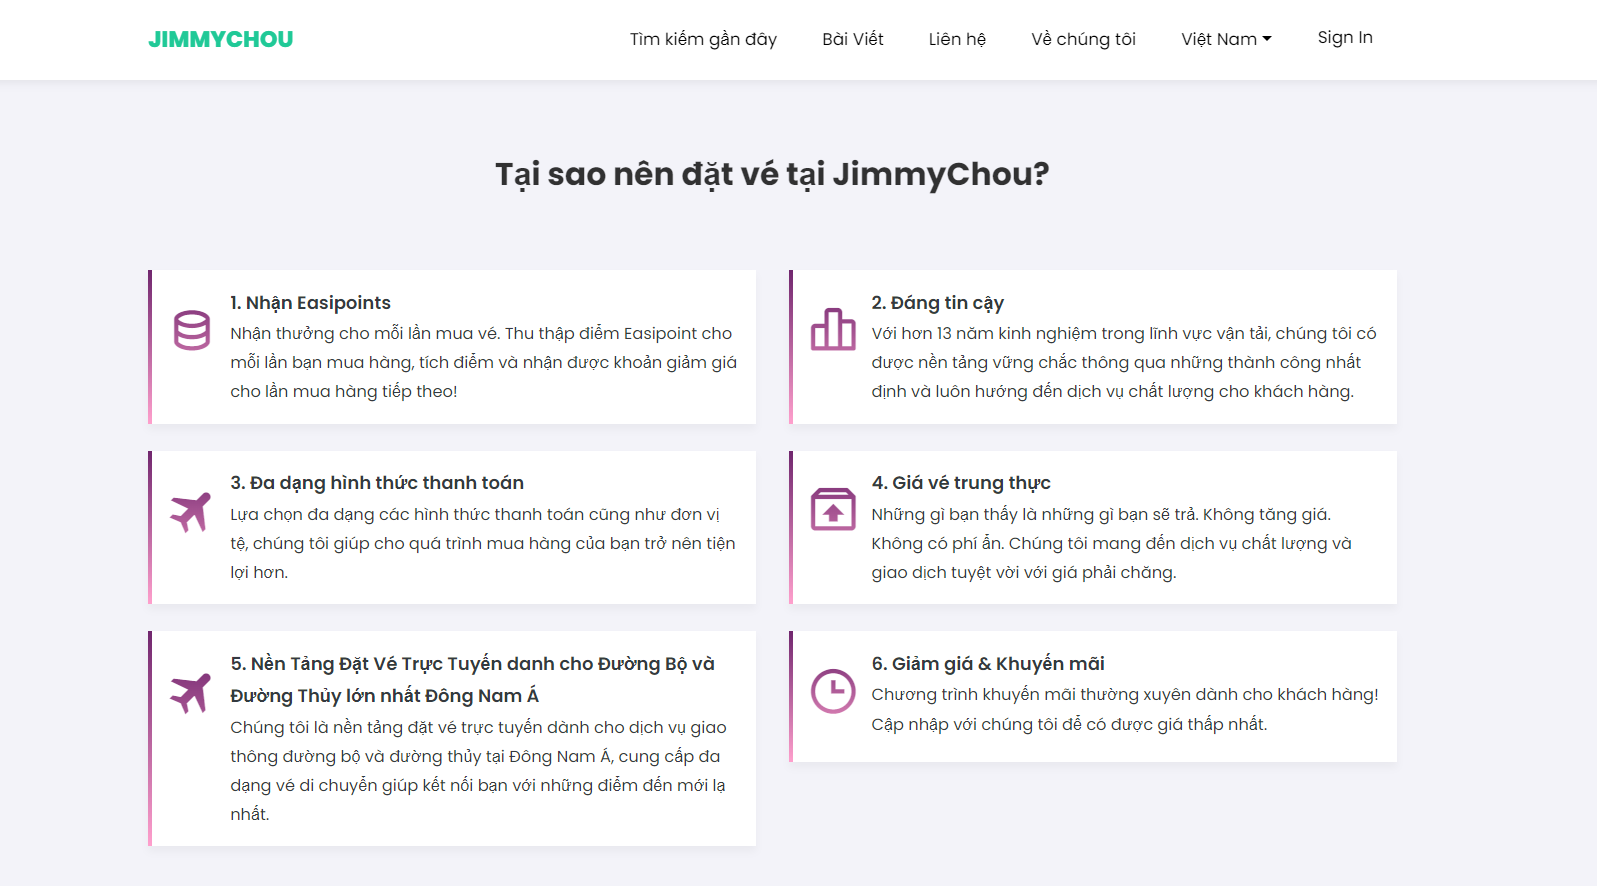 JIMMYCHOU
Tìm kiếm gần đây
Bài Viết
Liên hệ
Về chúng tôi
Việt Nam
Sign In
Tại sao nên đặt vé tại JimmyChou?
1. Nhận Easipoints
Nhận thưởng cho mỗi lần mua vé. Thu thập điểm Easipoint cho
mỗi lần bạn mua hàng, tích điểm và nhận được khoản giảm giá
cho lần mua hàng tiếp theo!
2. Đáng tin cậy
Với hơn 13 năm kinh nghiệm trong lĩnh vực vận tải, chúng tôi có
được nền tảng vững chắc thông qua những thành công nhất
định và luôn hướng đến dịch vụ chất lượng cho khách hàng.
3. Đa dạng hình thức thanh toán
Lựa chọn đa dạng các hình thức thanh toán cũng như đơn vị
tệ, chúng tôi giúp cho quá trình mua hàng của bạn trở nên tiện
lợi hơn.
4. Giá vé trung thực
Những gì bạn thấy là những gì bạn sẽ trả. Không tăng giá.
Không có phí ẩn. Chúng tôi mang đến dịch vụ chất lượng và
giao dịch tuyệt vời với giá phải chăng.
5. Nền Tảng Đặt Vé Trực Tuyến danh cho Đường Bộ và
Đường Thủy lớn nhất Đông Nam Á
Chúng tôi là nền tảng đặt vé trực tuyến dành cho dịch vụ giao
thông đường bộ và đường thủy tại Đông Nam Á, cung cấp đa
dạng vé di chuyển giúp kết nối bạn với những điểm đến mới lạ
nhất.
6. Giảm giá & Khuyến mãi
Chương trình khuyến mãi thường xuyên dành cho khách hàng!
Cập nhập với chúng tôi để có được giá thấp nhất.